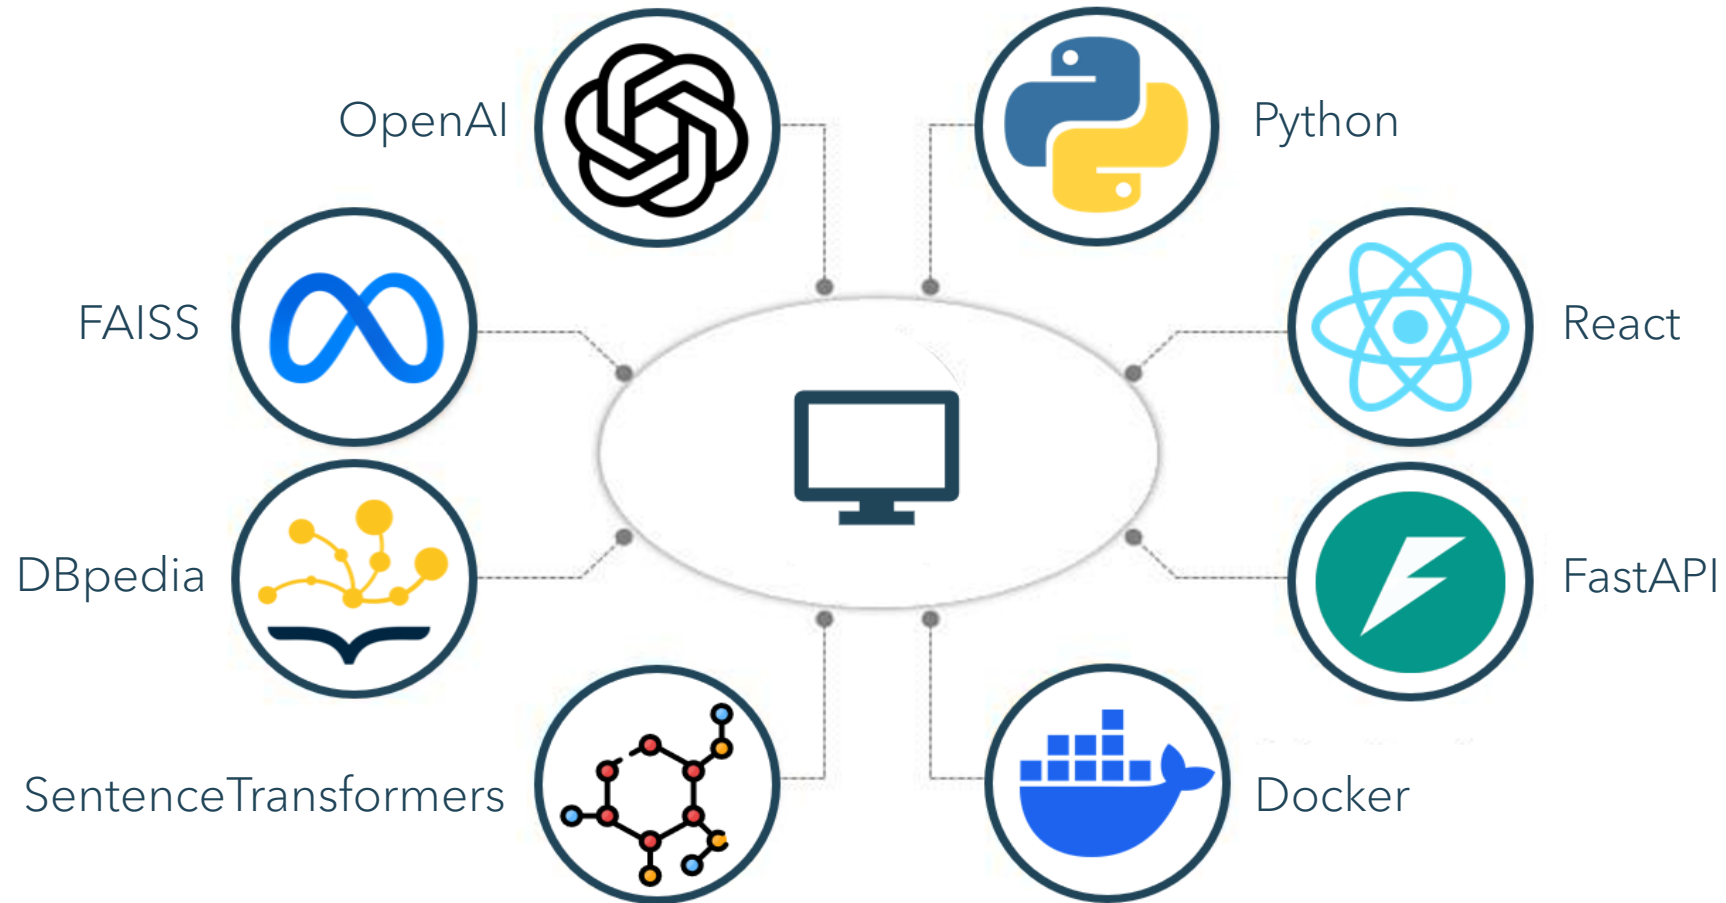 OpenAI
Python
FAISS
React
DBpedia
FastAPI
SentenceTransformers
Docker